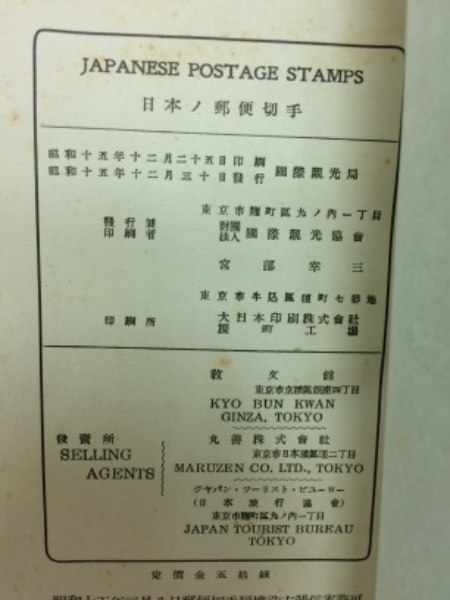 JAPANESE POSTAGE STAMPS
日本ノ郵便切手
昭和十五年十二月二十五日印刷
昭和十五年十二月三十日發行
國際觀光局
東京市麴町區丸ノ內一丁目
發行兼
印刷者
財團
法人
國際觀光協會
宮部幸三
東京市牛込區榎町七番地
印刷所
大日本印刷株式會社
榎町工場
敎文館
東京市京橋區銀座四丁目
KYO BUN KWAN
GINZA, TOKYO
發賣所
SELLING
AGENTS
丸善株式會社
東京市日本橋區通二丁目
MARUZEN CO. LTD., TOKYO
ジヤパン・ツーリスト・ビユーロー
(日本旅行協會)
東京市麴町區丸ノ內一丁目
JAPAN TOURIST BUREAU
TOKYO
定價金五拾錢